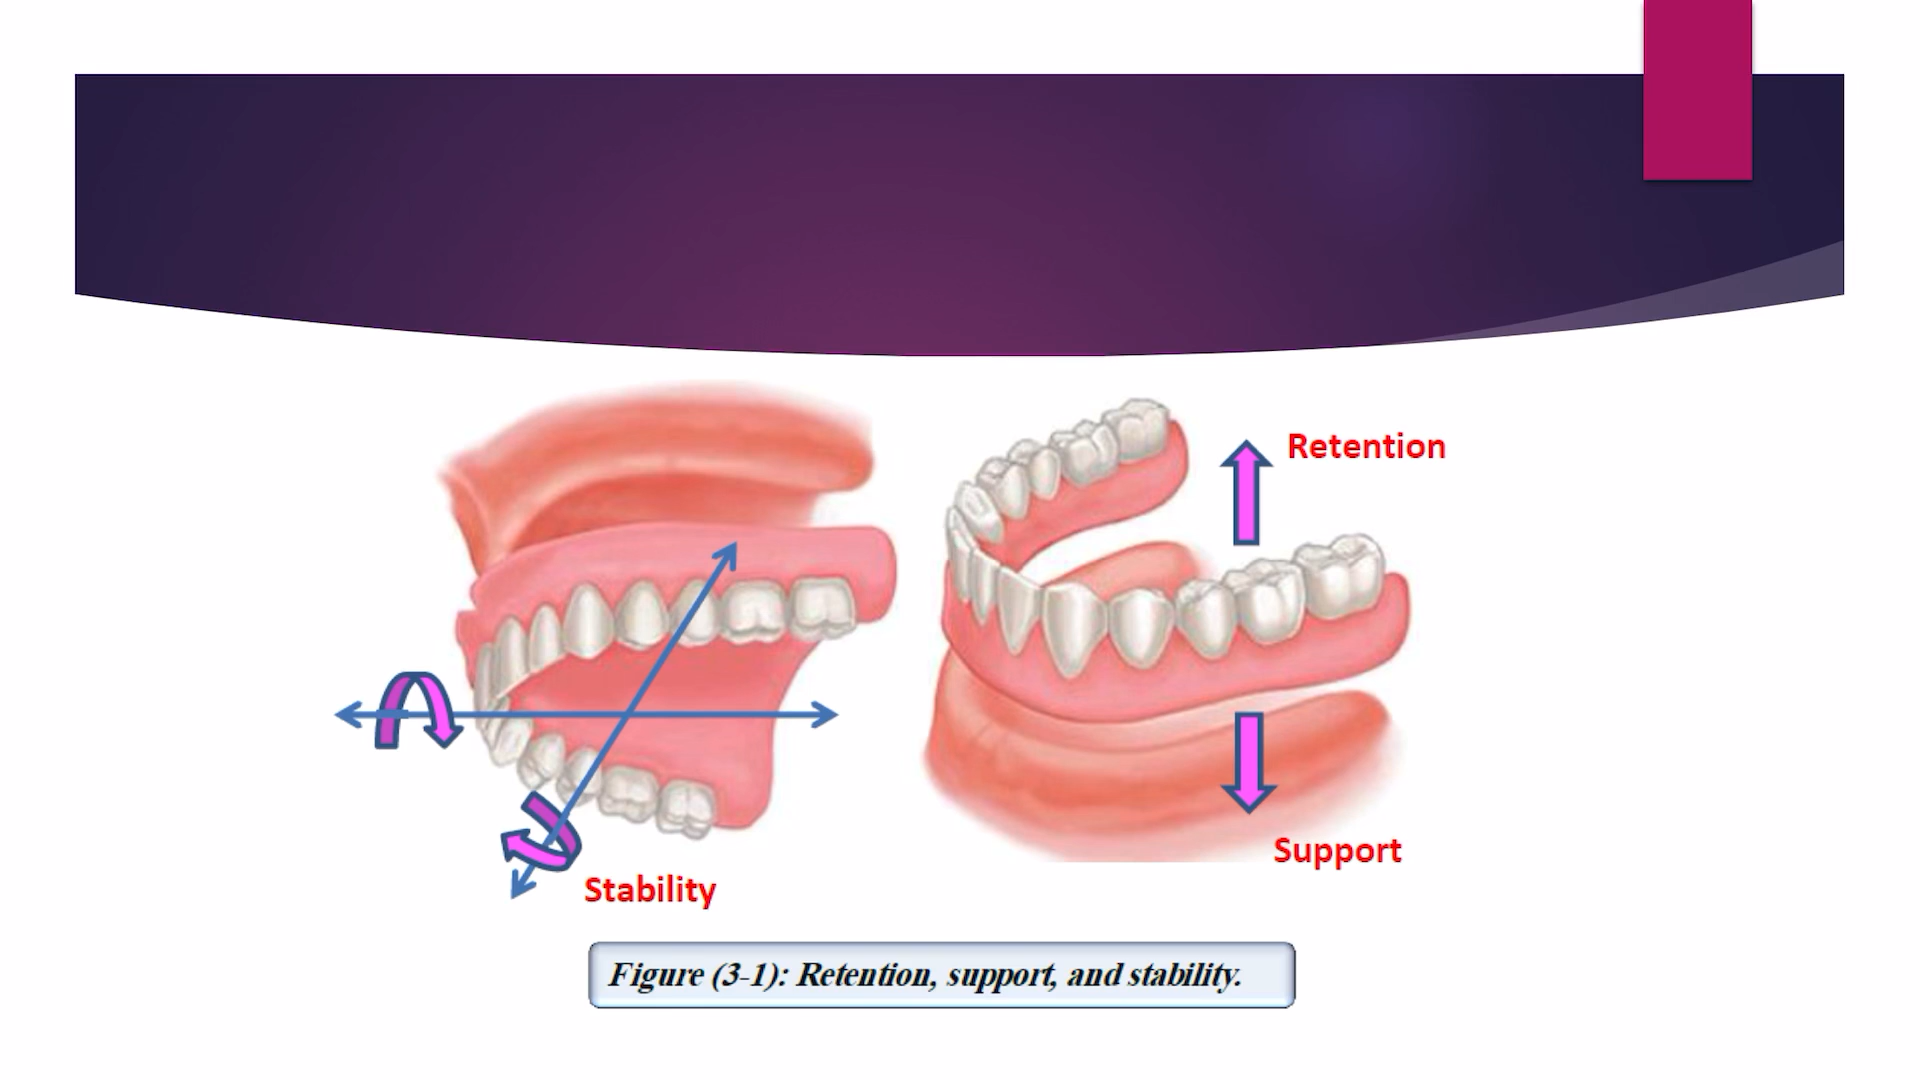 Retention
Support
Stability
Figure (3-1): Retention, support, and stability.